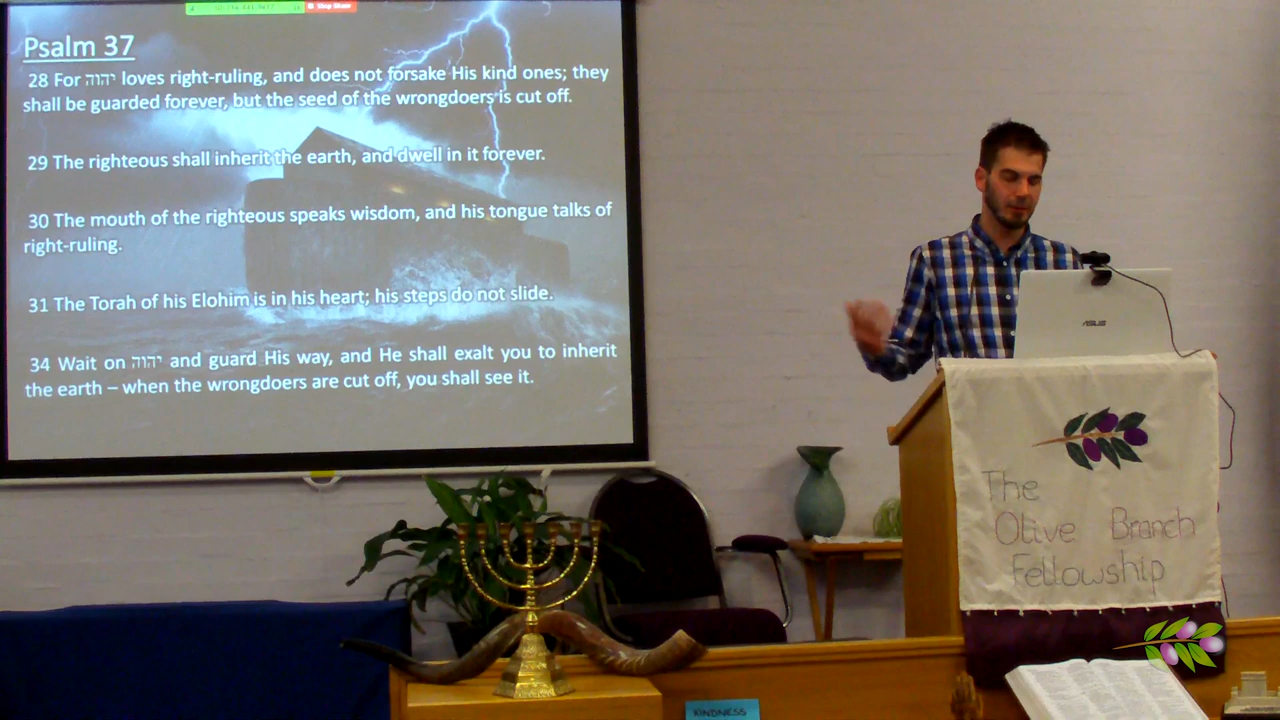 Stop Share
Psalm 37
28 For יהוה loves right-ruling, and does not forsake His kind ones; they
shall be guarded forever, but the seed of the wrongdoers is cut off.
29 The righteous shall inherit the earth, and dwell in it forever.
30 The mouth of the righteous speaks wisdom, and his tongue talks of
right-ruling.
31 The Torah of his Elohim is in his heart; his steps do not slide.
34 Wait on יהוה and guard His way, and He shall exalt you to inherit
the earth – when the wrongdoers are cut off, you shall see it.
ASUS
The
Olive Branch
Fellowship
KINDNESS